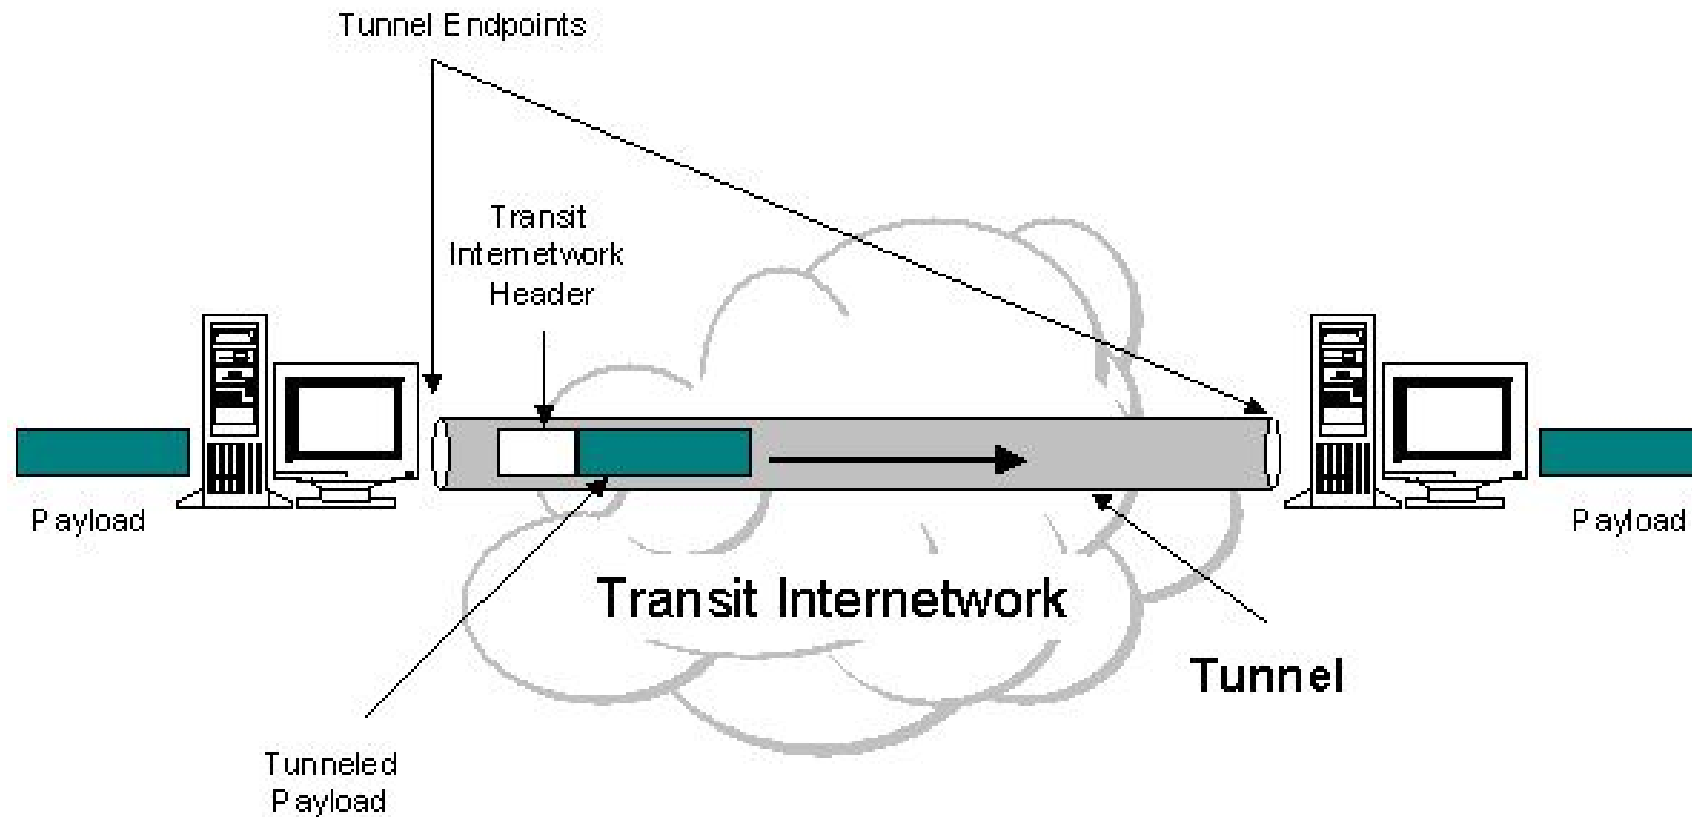 Tunnel Endpoints
Transit
Internetwork
Header
Payload
Payload
Transit Internetwork
Tunnel
Tunneled
Payload